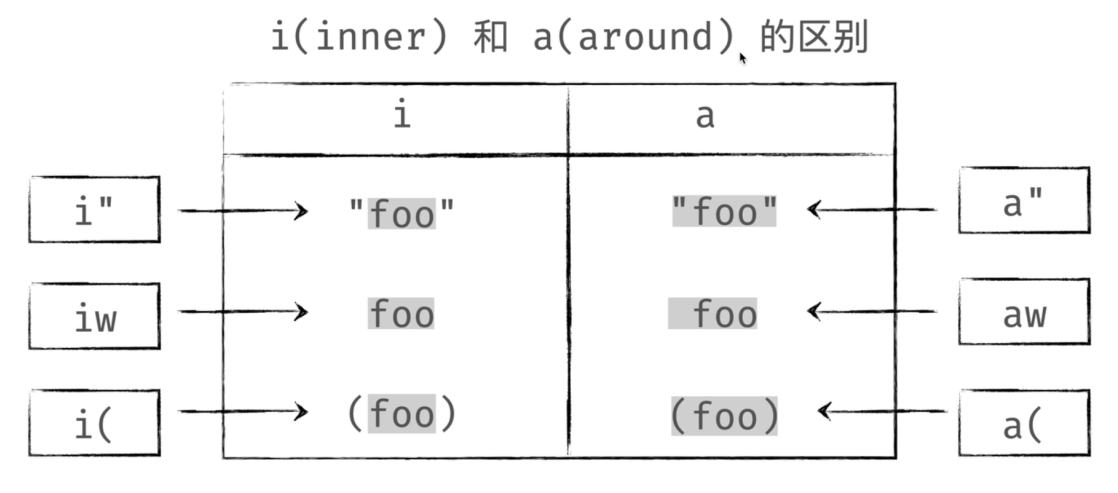 i(inner) 和 a(around) 的区别
i a
i" "foo" "foo" a"
iw foo foo aw
i( (foo) (foo) a(